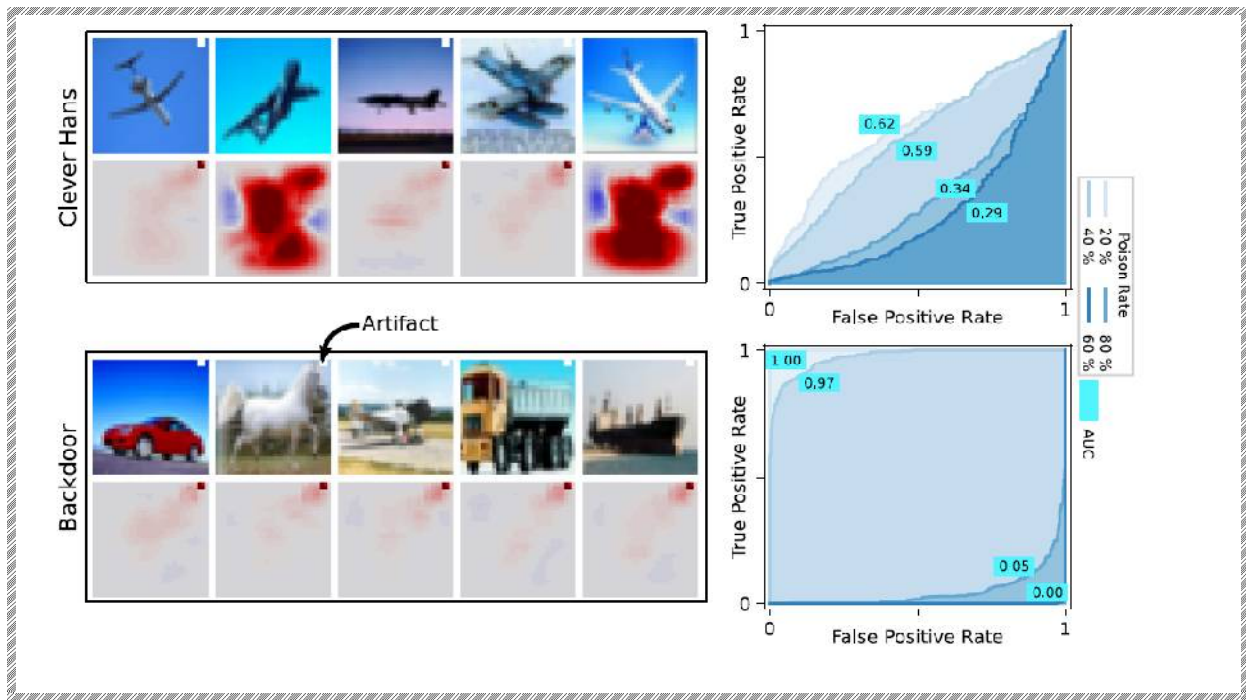 Clever Hans
Artifact
Backdoor
1
0.62
0.59
0.34
0.29
True Positive Rate
0
0
1
False Positive Rate
Poison Rate
20 %
40 %
80 %
60 %
AUC
1
1.00
0.97
0.05
0.00
True Positive Rate
0
0
1
False Positive Rate